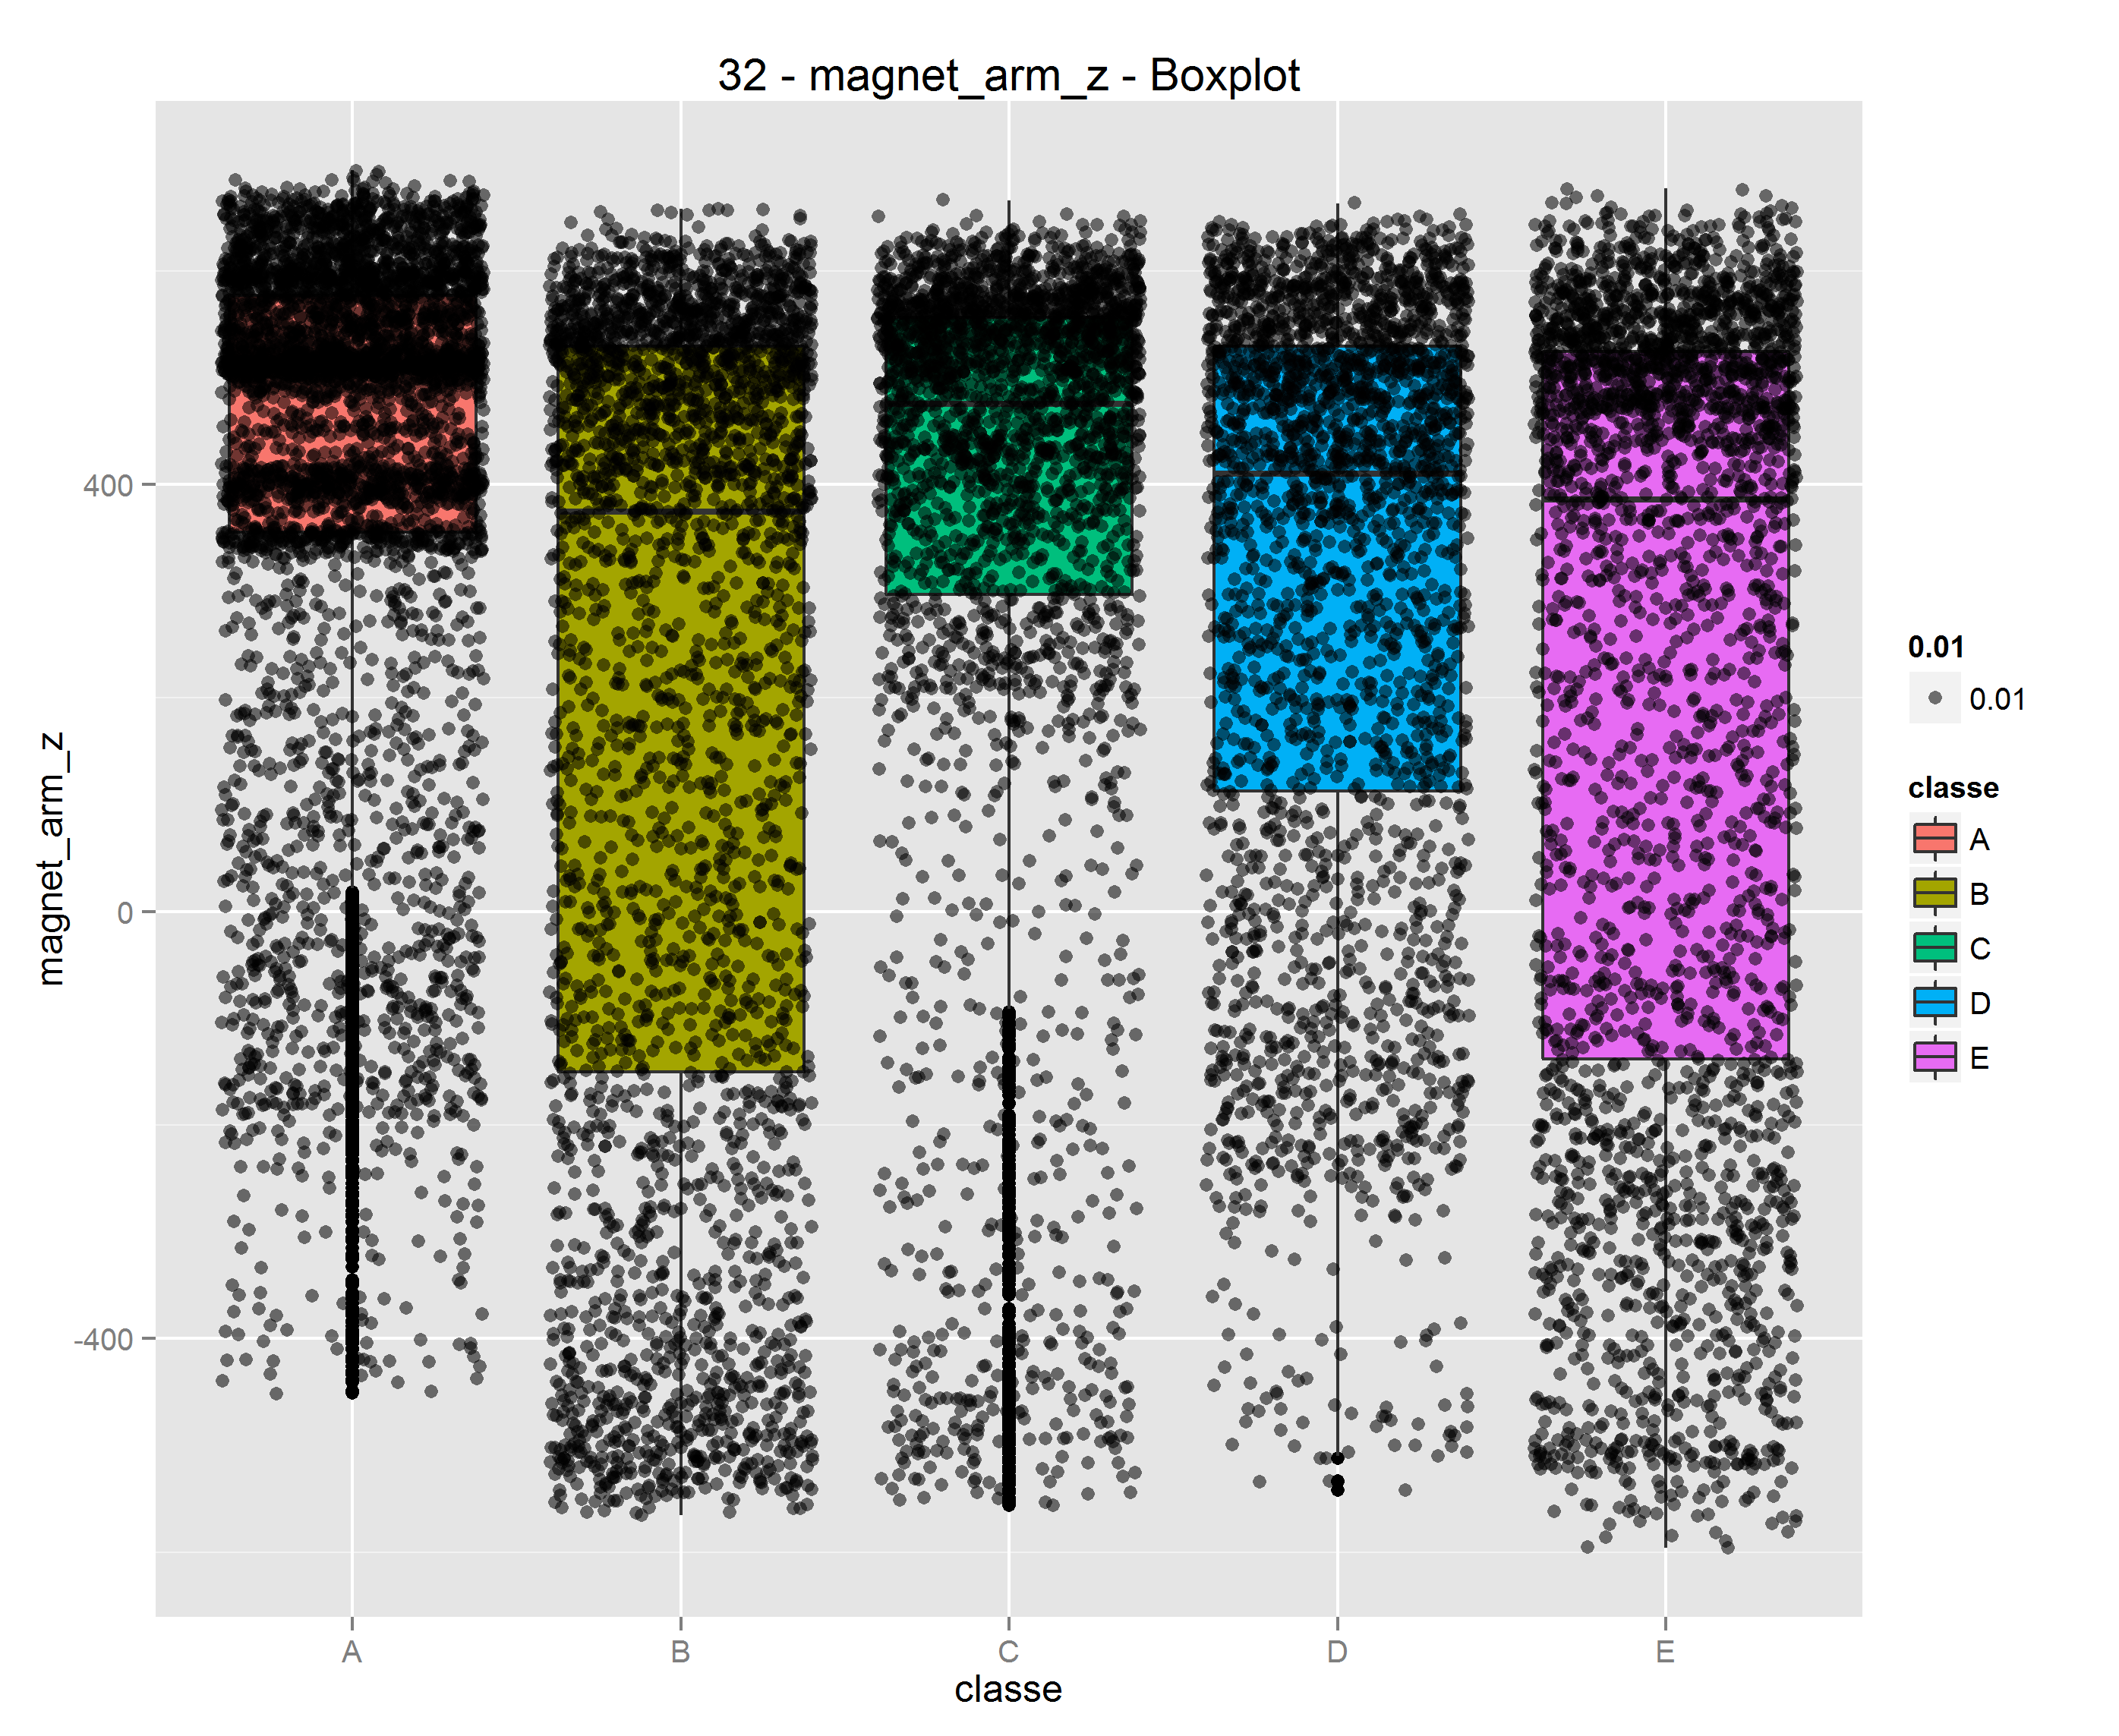 32 - magnet_arm_z - Boxplot
magnet_arm_z
400
0
-400
A
B
C
D
E
classe
0.01
0.01
classe
A
B
C
D
E